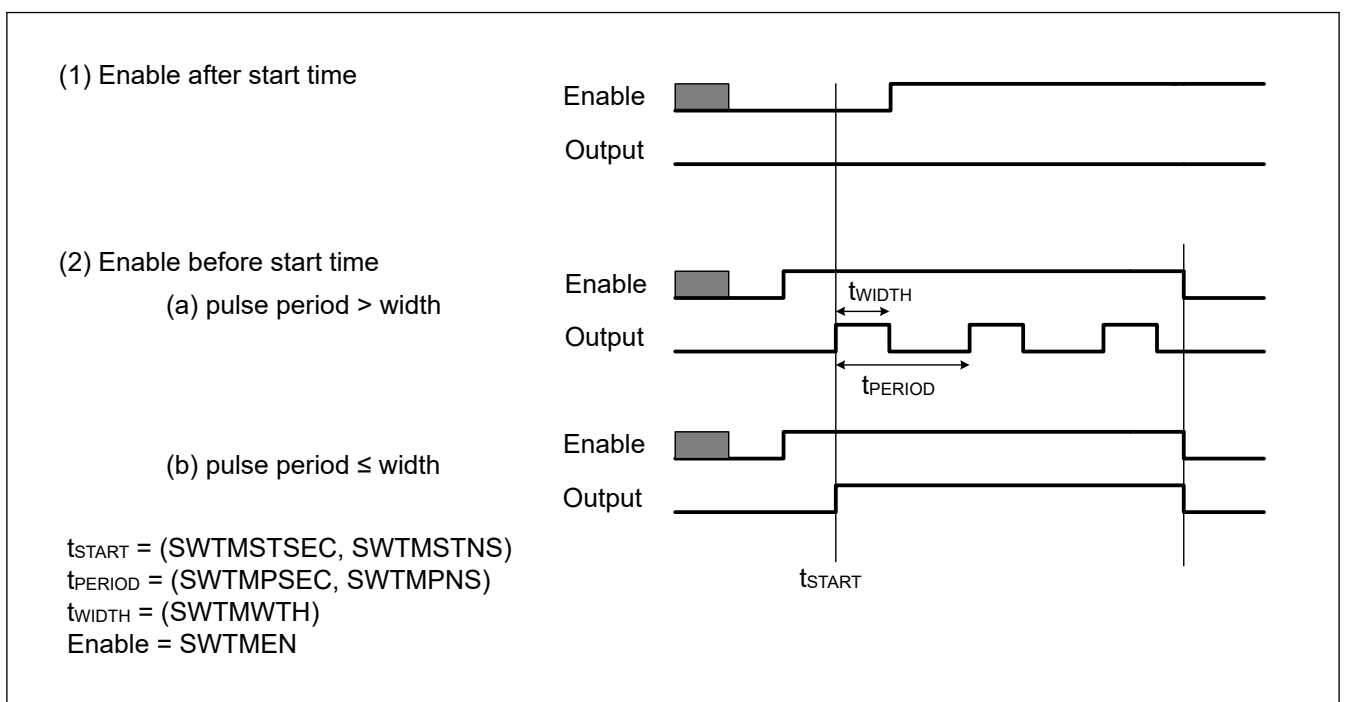 (1) Enable after start time
Enable
Output
(2) Enable before start time
(a) pulse period > width
Enable
tWIDTH
Output
tPERIOD
(b) pulse period ≤ width
Enable
Output
tSTART = (SWTMSTSEC, SWTMSTNS)
tPERIOD = (SWTMPSEC, SWTMPNS)
tWIDTH = (SWTMWTH)
Enable = SWTMEN
tSTART